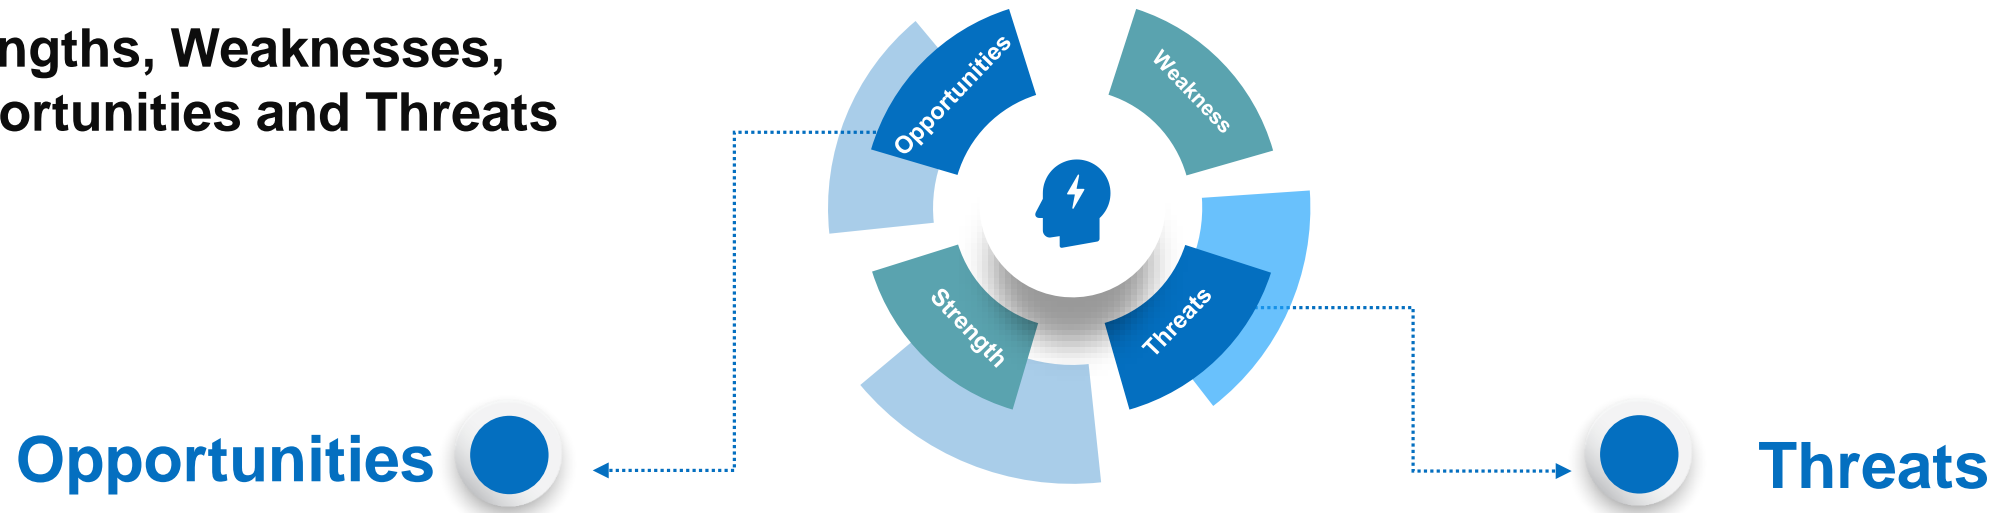 ngths, Weaknesses,
ortunities and Threats
Opportunities
Weakness
Strength
Threats
Opportunities
Threats